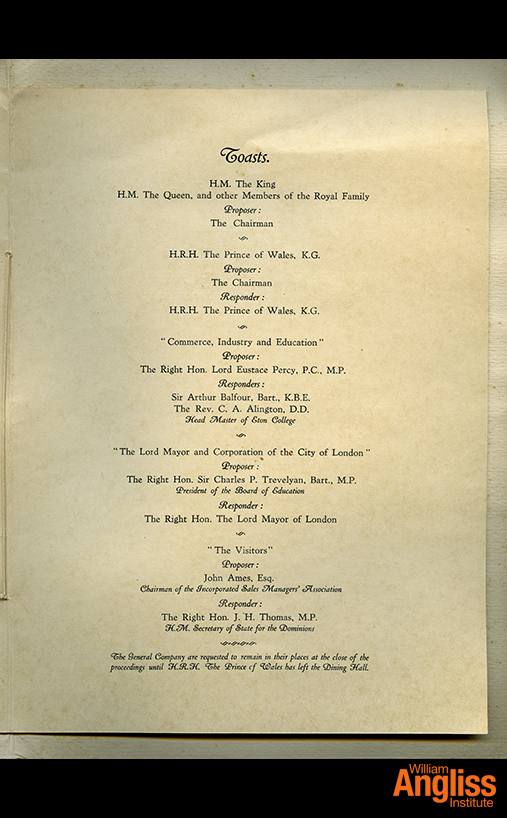 Toasts.
H.M. The King
H.M. The Queen, and other Members of the Royal Family
Proposer :
The Chairman
H.R.H. The Prince of Wales, K.G.
Proposer :
The Chairman
Responder :
H.R.H. The Prince of Wales, K.G.
"Commerce, Industry and Education"
Proposer :
The Right Hon. Lord Eustace Percy, P.C., M.P.
Responders :
Sir Arthur Balfour, Bart., K.B.E.
The Rev. C. A. Alington, D.D.
Head Master of Eton College
"The Lord Mayor and Corporation of the City of London"
Proposer :
The Right Hon. Sir Charles P. Trevelyan, Bart., M.P.
President of the Board of Education
Responder :
The Right Hon. The Lord Mayor of London
"The Visitors"
Proposer :
John Ames, Esq.
Chairman of the Incorporated Sales Managers' Association
Responder :
The Right Hon. J. H. Thomas, M.P.
H.M. Secretary of State for the Dominions
The General Company are requested to remain in their places at the close of the
proceedings until H.R.H. The Prince of Wales has left the Dining Hall.
William
Angliss
Institute